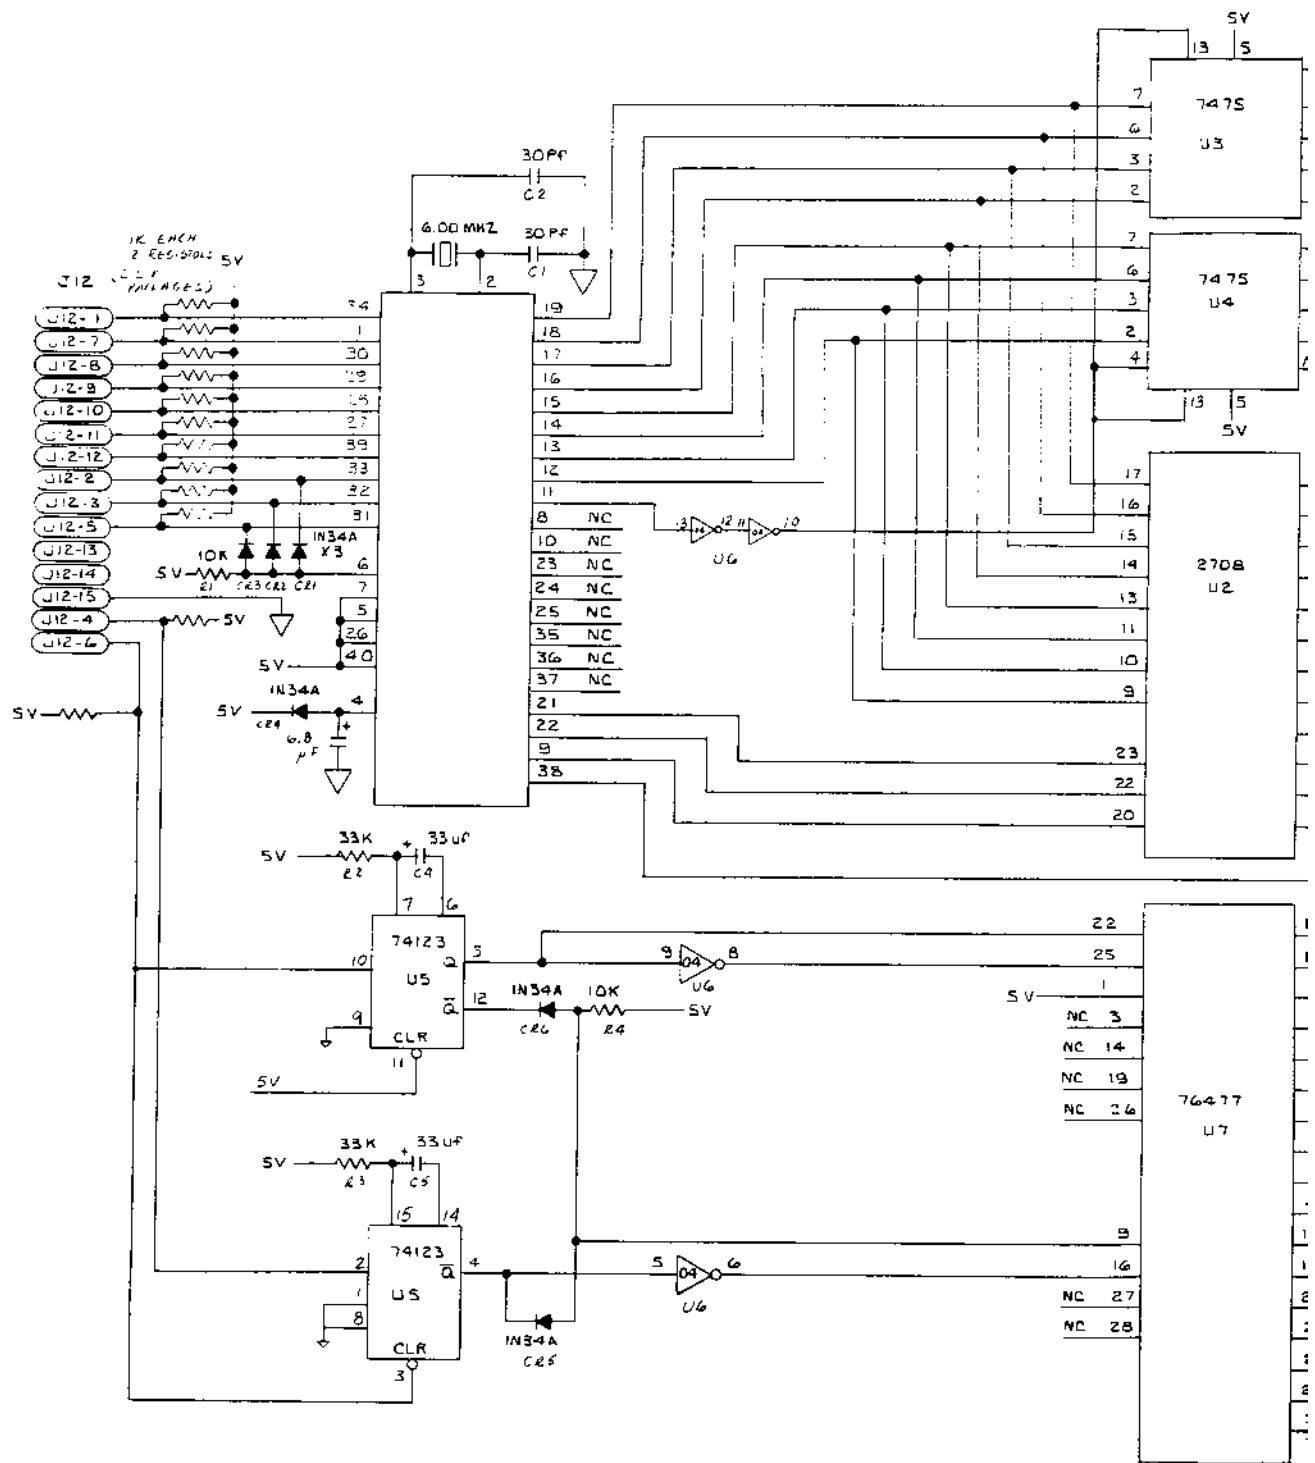 5V
13 5
7 7475
6
U3
3
2
30Pf
C2
6.00 MHZ 30Pf
C1
3 2
1K EACH
2 RESISTOR 5V
PACKAGES)
J12
7
6 7475
U4
3
2
4
13 5
5V
J12-1 34 19
J12-7 1 18
J12-8 30 17
J12-9 29 16
J12-10 28 15
J12-11 27 14
J12-12 39 13
J12-2 33 12
J12-3 32 11
J12-5 31 8 NC
J12-13 10 NC
J12-14 6 23 NC
J12-15 7 24 NC
J12-4 5V 5 25 NC
J12-6 26 35 NC
5V 40 36 NC
37 NC
10K 1N34A
X3
5V R1 CR3 CR2 CR1
13 04 12 11 04 10
U6
17
16
15
14 2708
U2
13
11
10
9
23
22
20
1N34A
5V 5V CR4 4 21
6.8
µF
22
9
38
33K + 33uf
5V R2 C4
7 6
74123
10 U5 Q 3
Q 12
9 CLR
11
5V
9 04 8
U6
1N34A 10K
CR6 R4 5V
22
25
5V 1
NC 3
NC 14
NC 19
NC 26
76477
U7
33K + 33uf
5V R3 C5
15 14
74123
2 Q 4
1 U5
8
CLR
3
5 04 6
U6
1N34A
CR5
9
16
NC 27
NC 28